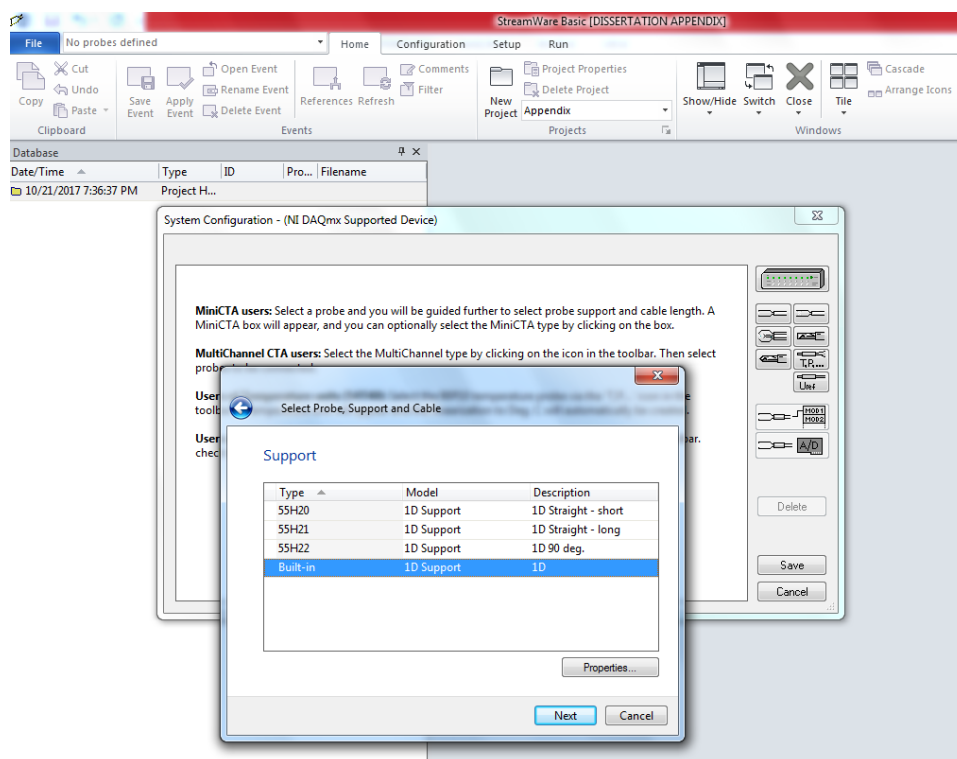 StreamWare Basic [DISSERTATION APPENDIX]
File No probes defined Home Configuration Setup Run
Cut Open Event Comments Project Properties Cascade
Undo Rename Event Filter Delete Project Arrange Icons
Copy Paste Save Event Apply Event Delete Event References Refresh New Project Appendix Show/Hide Switch Close Tile
Clipboard Events Projects Windows
Database
Date/Time Type ID Pro... Filename
10/21/2017 7:36:37 PM Project H...
System Configuration - (NI DAQmx Supported Device)
MiniCTA users: Select a probe and you will be guided further to select probe support and cable length. A
MiniCTA box will appear, and you can optionally select the MiniCTA type by clicking on the box.
MultiChannel CTA users: Select the MultiChannel type by clicking on the icon in the toolbar. Then select
T,P,...
Uref
MOD1
MOD2
A/D
Delete
Save
Cancel
Select Probe, Support and Cable
Support
Type Model Description
55H20 1D Support 1D Straight - short
55H21 1D Support 1D Straight - long
55H22 1D Support 1D 90 deg.
Built-in 1D Support 1D
Properties...
Next Cancel